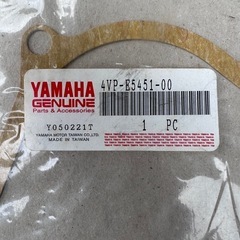 YAMAHA
GENUINE
Parts & Accessories
4VP-E5451-00
Y050221T
1 PC
YAMAHA MOTOR TAIWAN CO.,LTD.
MADE IN TAIWAN